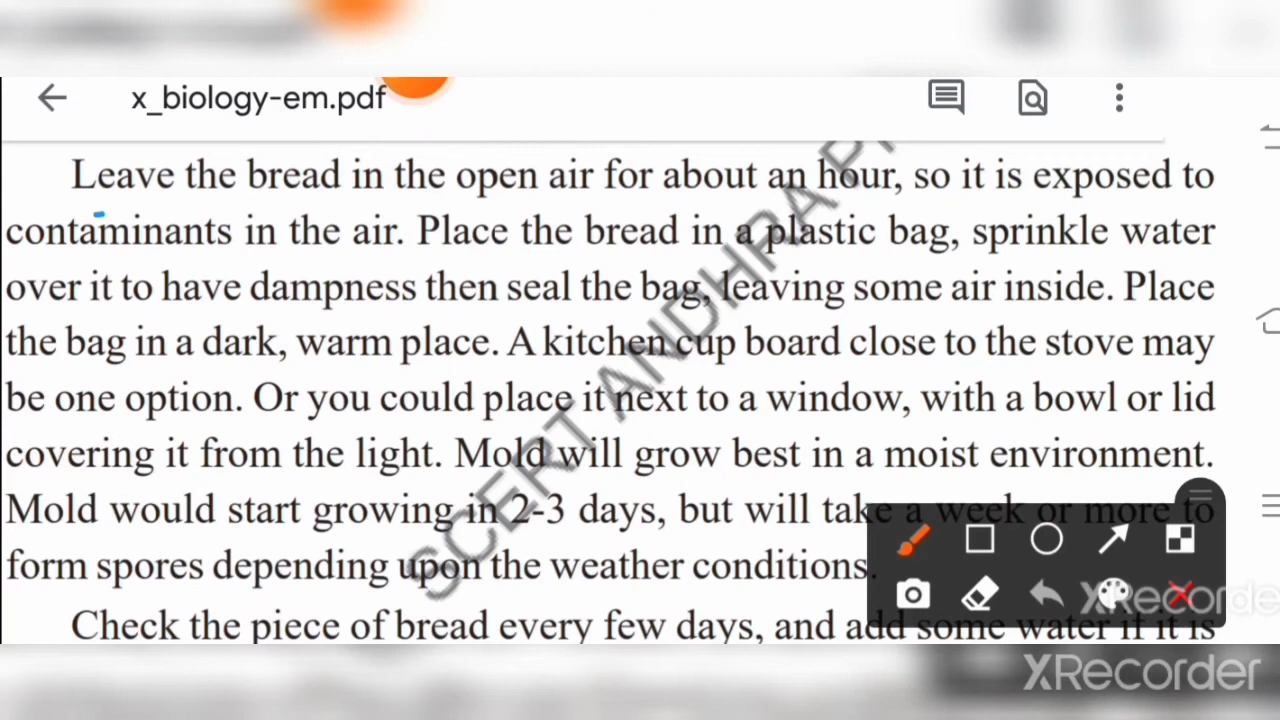 x_biology-em.pdf
Leave the bread in the open air for about an hour, so it is exposed to
contaminants in the air. Place the bread in a plastic bag, sprinkle water
over it to have dampness then seal the bag, leaving some air inside. Place
the bag in a dark, warm place. A kitchen cup board close to the stove may
be one option. Or you could place it next to a window, with a bowl or lid
covering it from the light. Mold will grow best in a moist environment.
Mold would start growing in 2-3 days, but will take a week or more to
form spores depending upon the weather conditions.
Check the piece of bread every few days, and add some water if it is
SCERT ANDHRA
XRecorde
XRecorder